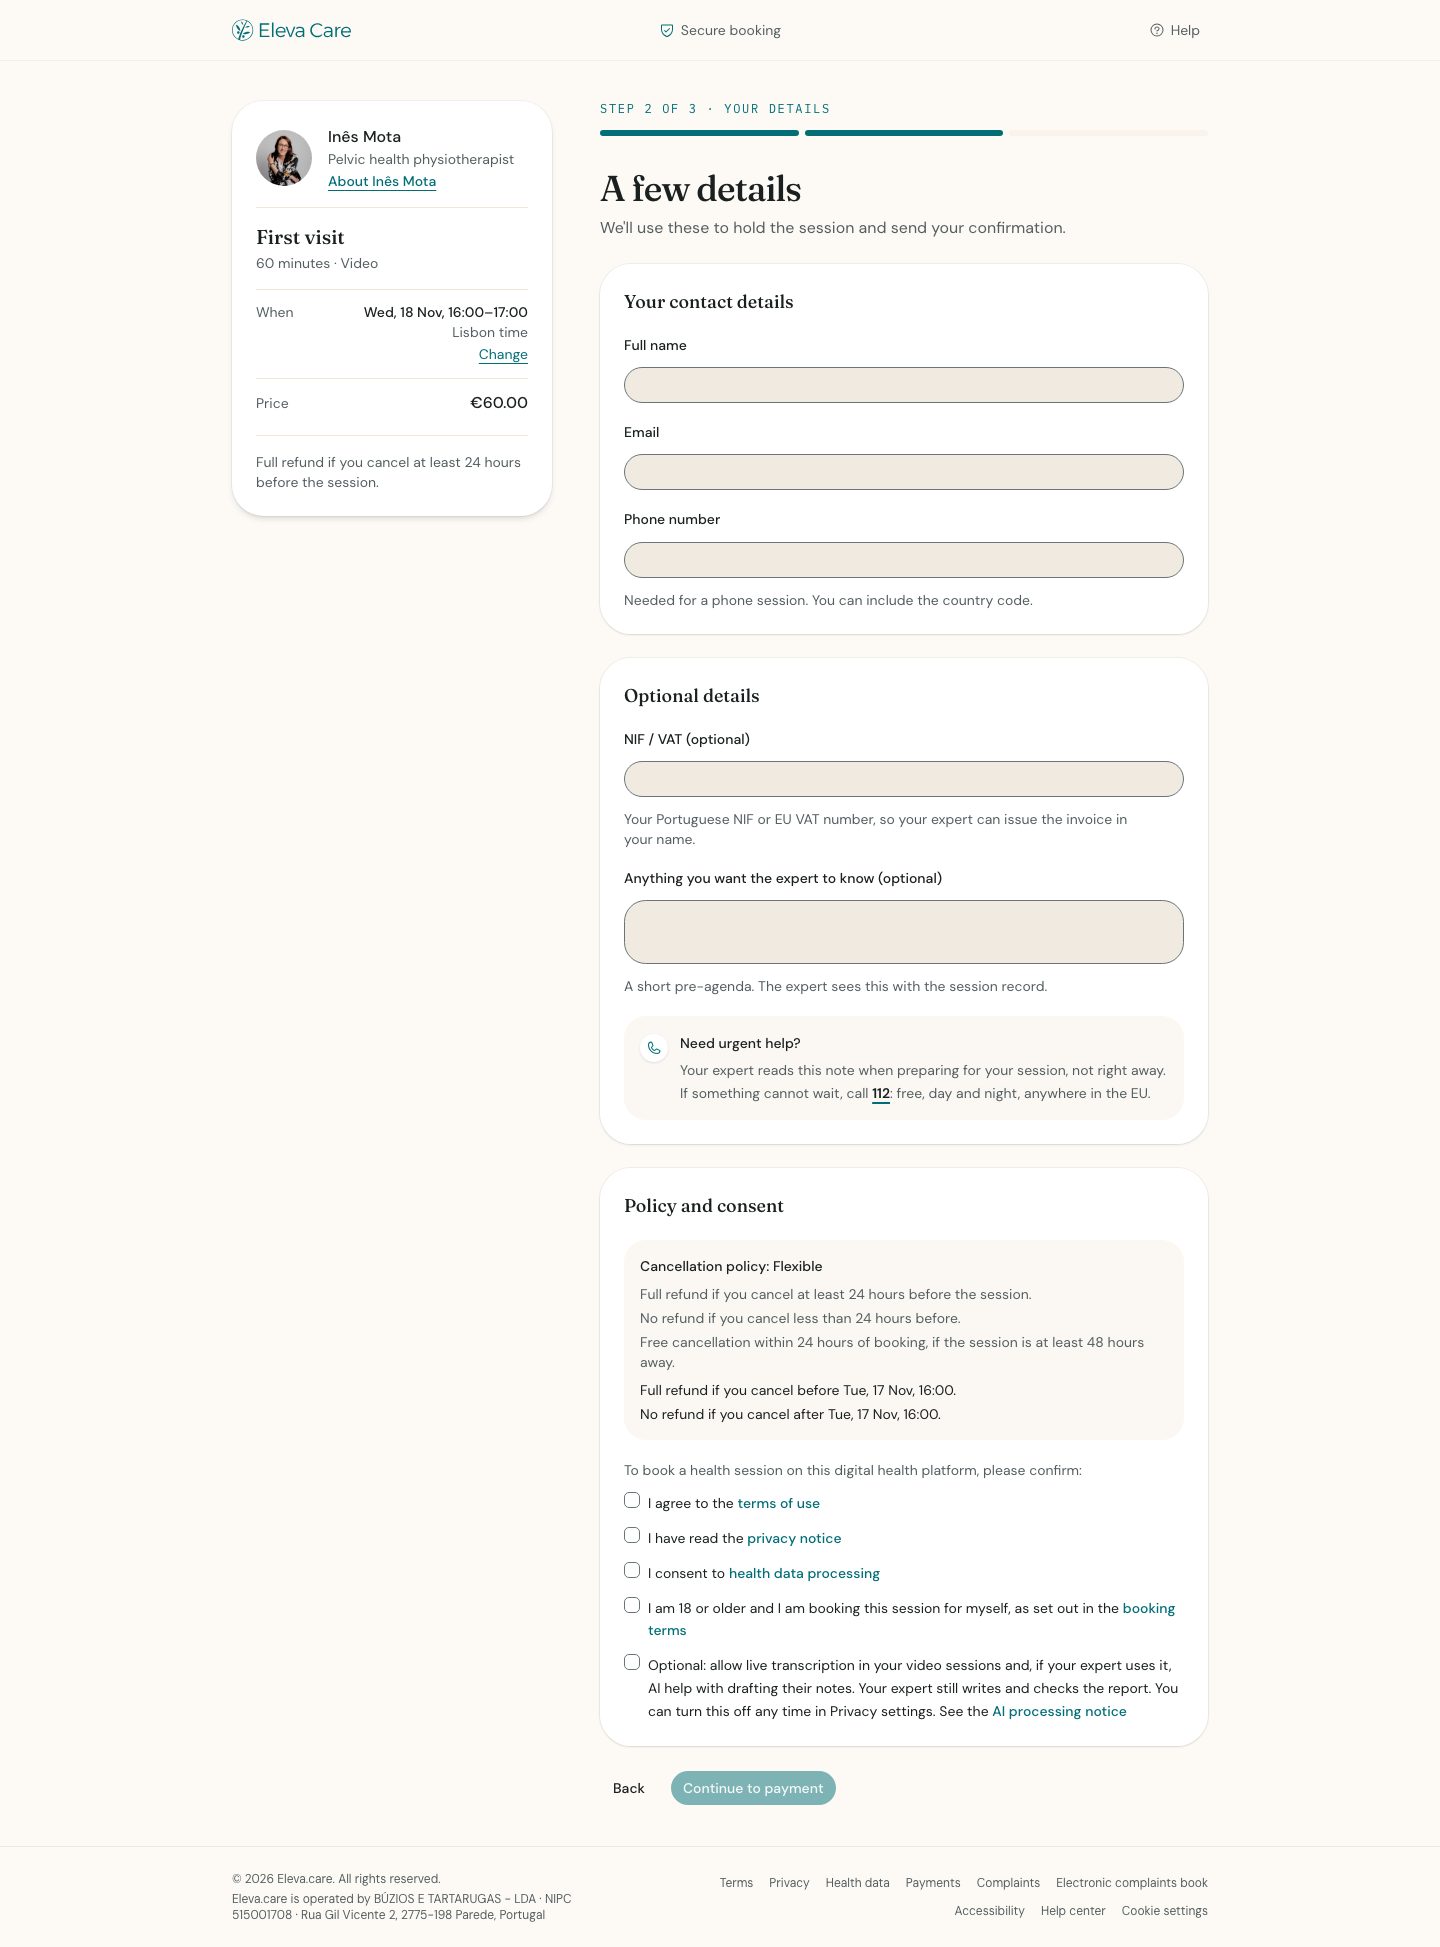 Eleva Care
Secure booking
Help
Inês Mota
Pelvic health physiotherapist
About Inês Mota
First visit
60 minutes · Video
When
Wed, 18 Nov, 16:00–17:00
Lisbon time
Change
Price
€60.00
Full refund if you cancel at least 24 hours
before the session.
STEP 2 OF 3 · YOUR DETAILS
A few details
We'll use these to hold the session and send your confirmation.
Your contact details
Full name
Email
Phone number
Needed for a phone session. You can include the country code.
Optional details
NIF / VAT (optional)
Your Portuguese NIF or EU VAT number, so your expert can issue the invoice in
your name.
Anything you want the expert to know (optional)
A short pre-agenda. The expert sees this with the session record.
Need urgent help?
Your expert reads this note when preparing for your session, not right away.
If something cannot wait, call 112: free, day and night, anywhere in the EU.
Policy and consent
Cancellation policy: Flexible
Full refund if you cancel at least 24 hours before the session.
No refund if you cancel less than 24 hours before.
Free cancellation within 24 hours of booking, if the session is at least 48 hours
away.
Full refund if you cancel before Tue, 17 Nov, 16:00.
No refund if you cancel after Tue, 17 Nov, 16:00.
To book a health session on this digital health platform, please confirm:
I agree to the terms of use
I have read the privacy notice
I consent to health data processing
I am 18 or older and I am booking this session for myself, as set out in the booking
terms
Optional: allow live transcription in your video sessions and, if your expert uses it,
AI help with drafting their notes. Your expert still writes and checks the report. You
can turn this off any time in Privacy settings. See the AI processing notice
Back
Continue to payment
© 2026 Eleva.care. All rights reserved.
Eleva.care is operated by BÚZIOS E TARTARUGAS - LDA · NIPC
515001708 · Rua Gil Vicente 2, 2775-198 Parede, Portugal
Terms Privacy Health data Payments Complaints Electronic complaints book
Accessibility Help center Cookie settings